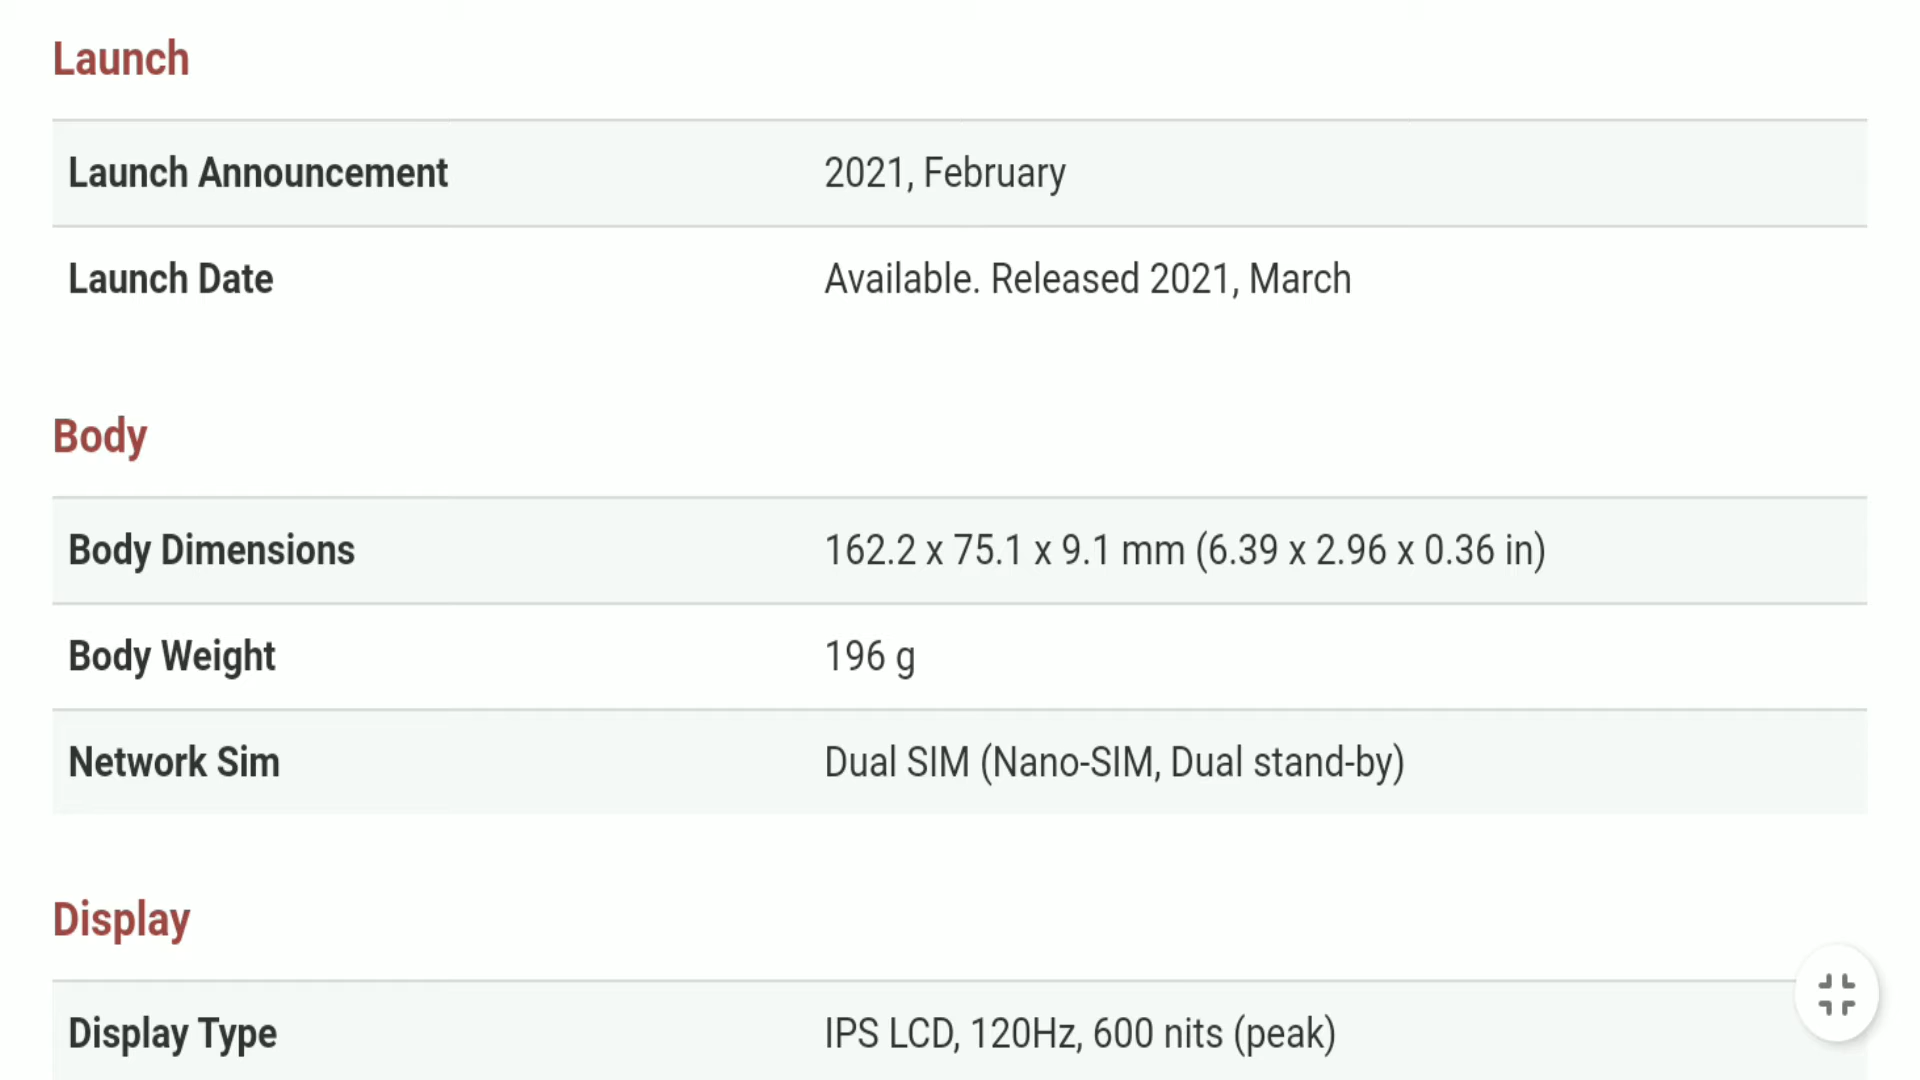 Launch
Launch Announcement 2021, February
Launch Date Available. Released 2021, March
Body
Body Dimensions 162.2 x 75.1 x 9.1 mm (6.39 x 2.96 x 0.36 in)
Body Weight 196 g
Network Sim Dual SIM (Nano-SIM, Dual stand-by)
Display
Display Type IPS LCD, 120Hz, 600 nits (peak)